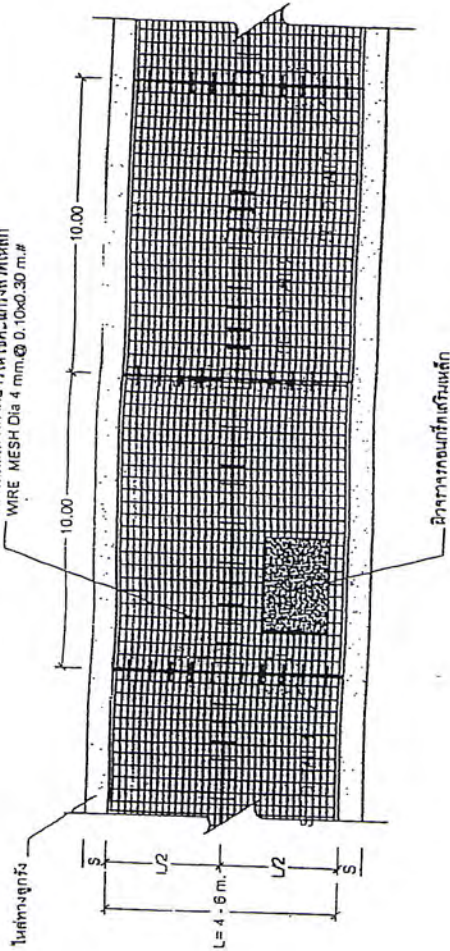 WIRE MESH Dia 4 mm.@ 0.10x0.30 m.#
10.00
10.00
ไหล่ทางลูกรัง
S
L/2
L/2
S
L = 4 - 6 m.
ผิวจราจรคอนกรีตเสริมเหล็ก